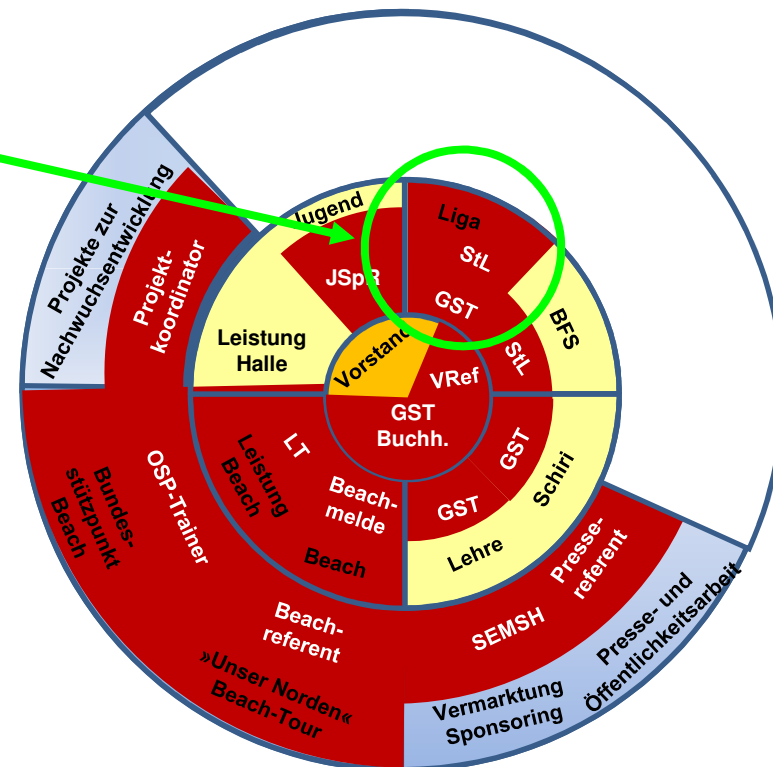 Projekte zur
Nachwuchsentwicklung
Projekt-
koordinator
Jugend
JSpR
Leistung
Halle
Liga
StL
GST
BFS
StL
Vorstand
VRef
GST
Buchh.
GST
Schiri
GST
Lehre
LT
Leistung
Beach
Beach-
melde
Beach
OSP-Trainer
Bundes-
stützpunkt
Beach
Beach-
referent
»Unser Norden«
Beach-Tour
Presse-
referent
SEMSH
Presse- und
Öffentlichkeitsarbeit
Vermarktung
Sponsoring